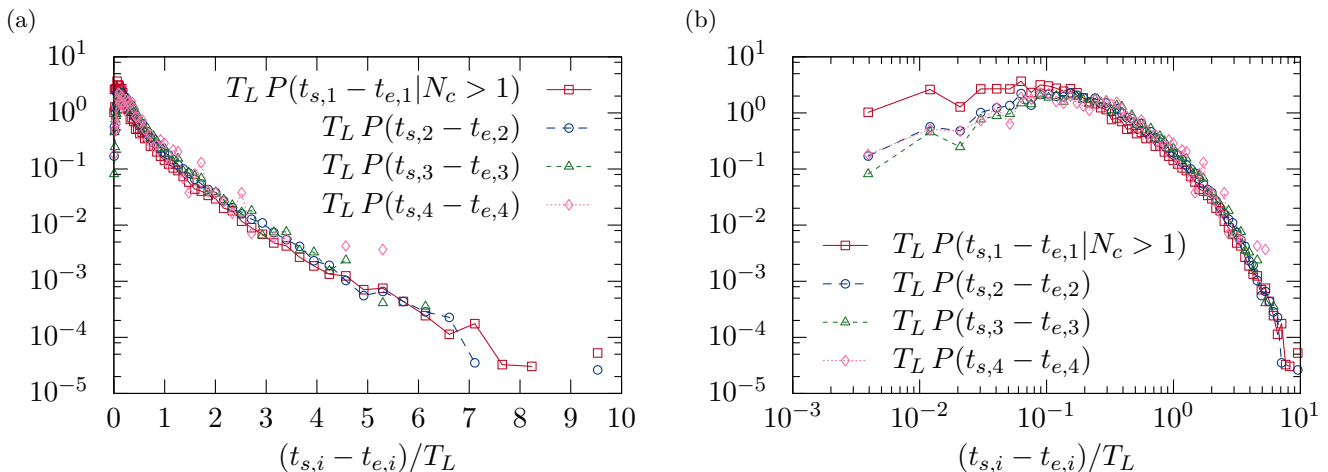 (a)
10^1
10^0
10^{-1}
10^{-2}
10^{-3}
10^{-4}
10^{-5}
T_L P(t_{s,1} − t_{e,1}|N_c > 1)
T_L P(t_{s,2} − t_{e,2})
T_L P(t_{s,3} − t_{e,3})
T_L P(t_{s,4} − t_{e,4})
0 1 2 3 4 5 6 7 8 9 10
(t_{s,i} − t_{e,i})/T_L
(b)
10^1
10^0
10^{-1}
10^{-2}
10^{-3}
10^{-4}
10^{-5}
T_L P(t_{s,1} − t_{e,1}|N_c > 1)
T_L P(t_{s,2} − t_{e,2})
T_L P(t_{s,3} − t_{e,3})
T_L P(t_{s,4} − t_{e,4})
10^{-3} 10^{-2} 10^{-1} 10^0 10^1
(t_{s,i} − t_{e,i})/T_L